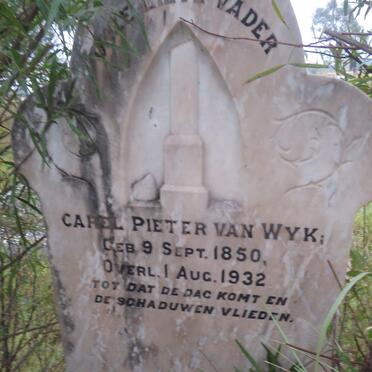 VADER
CAREL PIETER VAN WYK;
GEB 9 SEPT. 1850,
OVERL. 1 AUG. 1932
TOT DAT DE DAG KOMT EN
DE SCHADUWEN VLIEDEN.